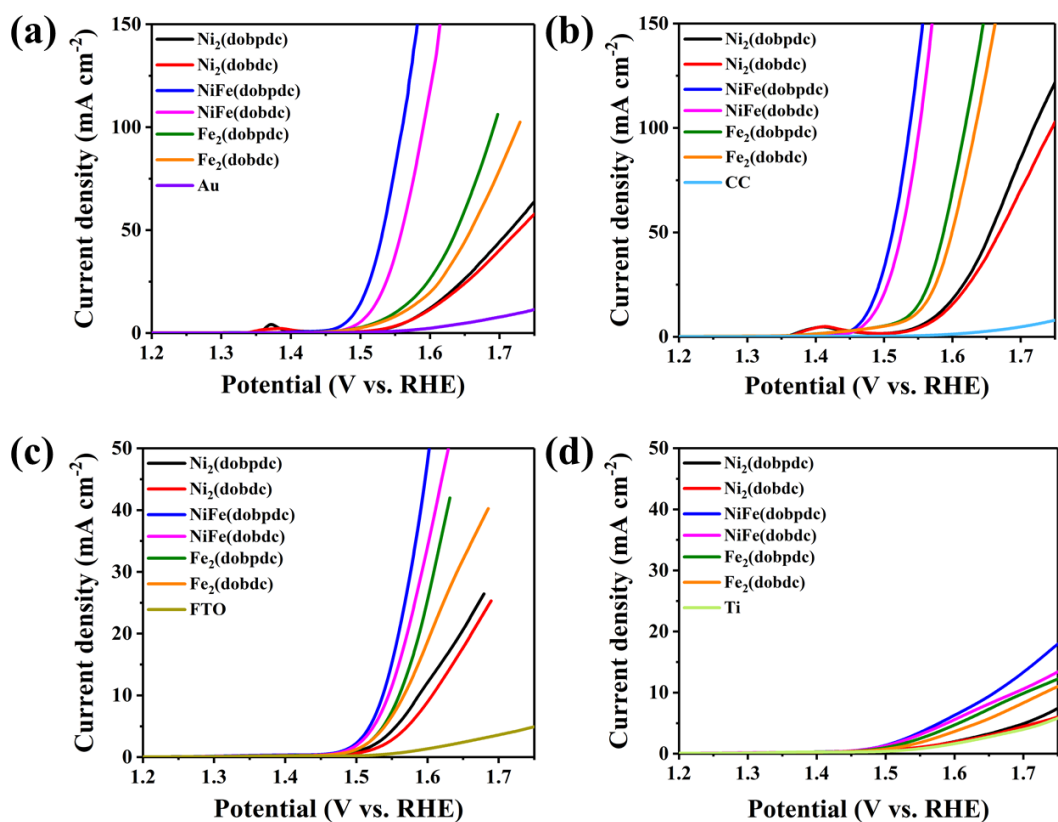 (a)
150
100
50
0
Ni₂(dobpdc)
Ni₂(dobdc)
NiFe(dobpdc)
NiFe(dobdc)
Fe₂(dobpdc)
Fe₂(dobdc)
Au
Current density (mA cm⁻²)
1.2 1.3 1.4 1.5 1.6 1.7
Potential (V vs. RHE)
(b)
150
100
50
0
Ni₂(dobpdc)
Ni₂(dobdc)
NiFe(dobpdc)
NiFe(dobdc)
Fe₂(dobpdc)
Fe₂(dobdc)
CC
Current density (mA cm⁻²)
1.2 1.3 1.4 1.5 1.6 1.7
Potential (V vs. RHE)
(c)
50
40
30
20
10
0
Ni₂(dobpdc)
Ni₂(dobdc)
NiFe(dobpdc)
NiFe(dobdc)
Fe₂(dobpdc)
Fe₂(dobdc)
FTO
Current density (mA cm⁻²)
1.2 1.3 1.4 1.5 1.6 1.7
Potential (V vs. RHE)
(d)
50
40
30
20
10
0
Ni₂(dobpdc)
Ni₂(dobdc)
NiFe(dobpdc)
NiFe(dobdc)
Fe₂(dobpdc)
Fe₂(dobdc)
Ti
Current density (mA cm⁻²)
1.2 1.3 1.4 1.5 1.6 1.7
Potential (V vs. RHE)